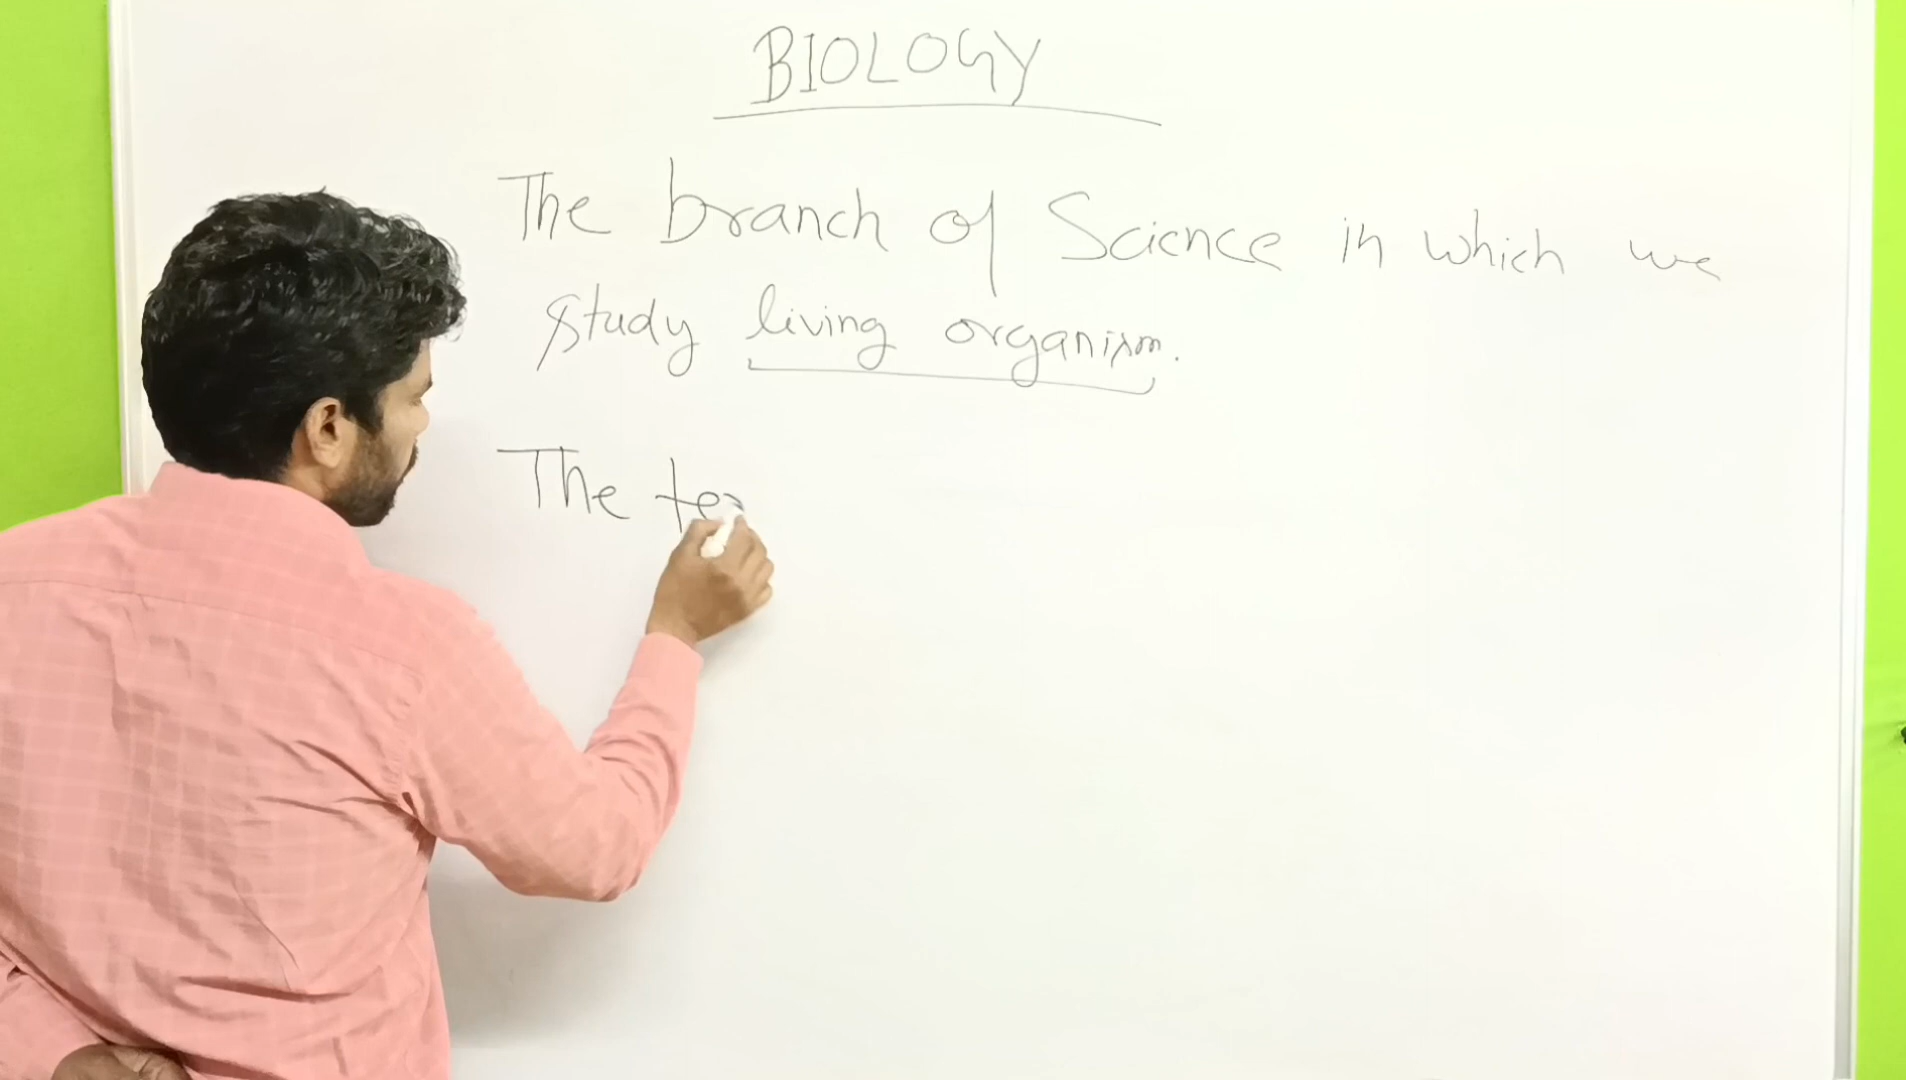 BIOLOGY
The branch of Science in which we
study living organism.
The